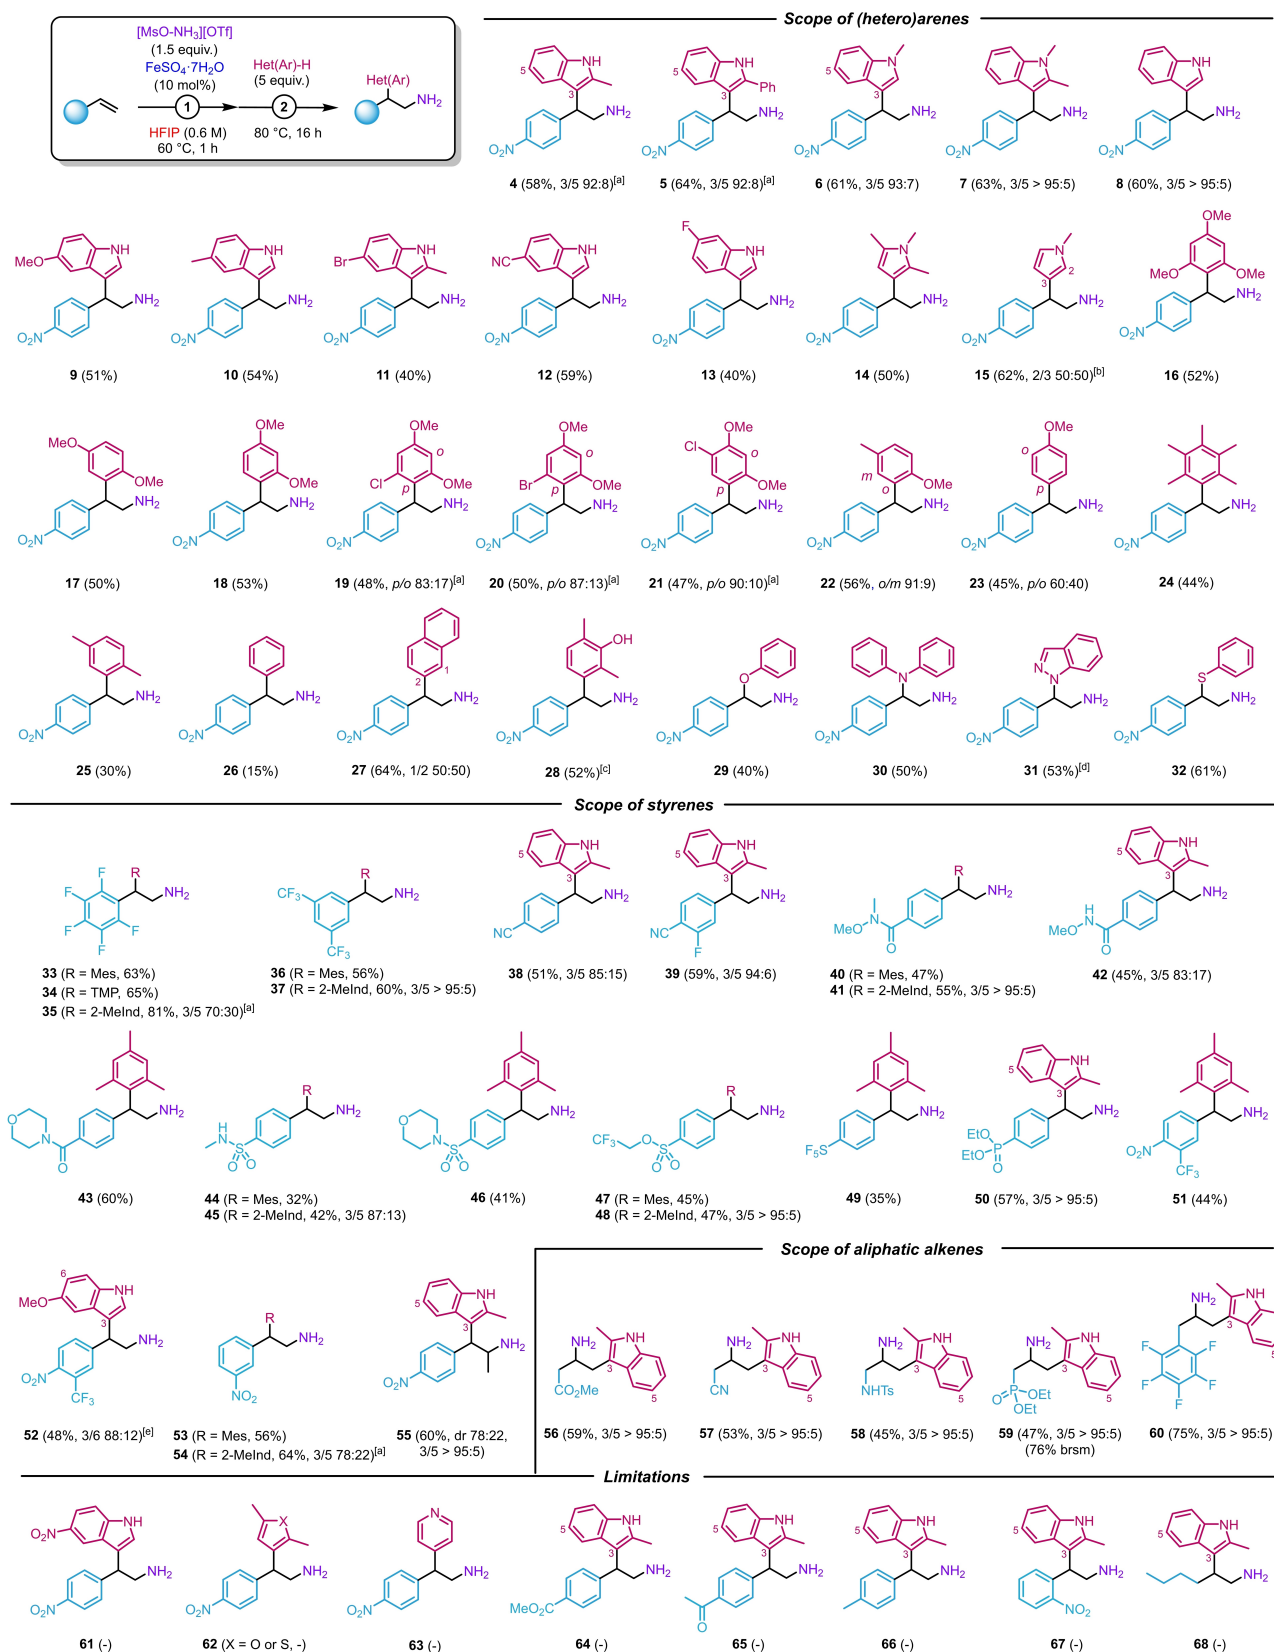 Scope of (hetero)arenes
[MsO-NH3][OTf]
(1.5 equiv.)
FeSO4·7H2O
(10 mol%)
Het(Ar)-H
(5 equiv.)
1
2
HFIP (0.6 M)
60 °C, 1 h
80 °C, 16 h
Het(Ar)
NH2
4 (58%, 3/5 92:8)[a]
5 (64%, 3/5 92:8)[a]
6 (61%, 3/5 93:7)
7 (63%, 3/5 > 95:5)
8 (60%, 3/5 > 95:5)
9 (51%)
10 (54%)
11 (40%)
12 (59%)
13 (40%)
14 (50%)
15 (62%, 2/3 50:50)[b]
16 (52%)
17 (50%)
18 (53%)
19 (48%, p/o 83:17)[a]
20 (50%, p/o 87:13)[a]
21 (47%, p/o 90:10)[a]
22 (56%, o/m 91:9)
23 (45%, p/o 60:40)
24 (44%)
25 (30%)
26 (15%)
27 (64%, 1/2 50:50)
28 (52%)[c]
29 (40%)
30 (50%)
31 (53%)[d]
32 (61%)
Scope of styrenes
33 (R = Mes, 63%)
34 (R = TMP, 65%)
35 (R = 2-MeInd, 81%, 3/5 70:30)[a]
36 (R = Mes, 56%)
37 (R = 2-MeInd, 60%, 3/5 > 95:5)
38 (51%, 3/5 85:15)
39 (59%, 3/5 94:6)
40 (R = Mes, 47%)
41 (R = 2-MeInd, 55%, 3/5 > 95:5)
42 (45%, 3/5 83:17)
43 (60%)
44 (R = Mes, 32%)
45 (R = 2-MeInd, 42%, 3/5 87:13)
46 (41%)
47 (R = Mes, 45%)
48 (R = 2-MeInd, 47%, 3/5 > 95:5)
49 (35%)
50 (57%, 3/5 > 95:5)
51 (44%)
52 (48%, 3/6 88:12)[e]
53 (R = Mes, 56%)
54 (R = 2-MeInd, 64%, 3/5 78:22)[a]
55 (60%, dr 78:22,
3/5 > 95:5)
Scope of aliphatic alkenes
56 (59%, 3/5 > 95:5)
57 (53%, 3/5 > 95:5)
58 (45%, 3/5 > 95:5)
59 (47%, 3/5 > 95:5)
(76% brsm)
60 (75%, 3/5 > 95:5)
Limitations
61 (-)
62 (X = O or S, -)
63 (-)
64 (-)
65 (-)
66 (-)
67 (-)
68 (-)